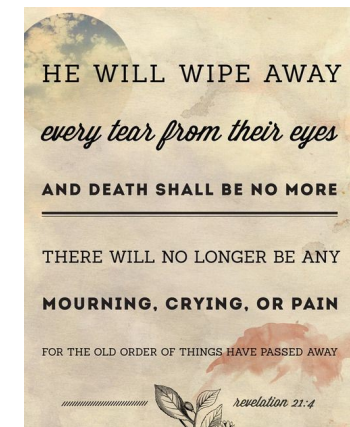 HE WILL WIPE AWAY
every tear from their eyes
AND DEATH SHALL BE NO MORE
THERE WILL NO LONGER BE ANY
MOURNING, CRYING, OR PAIN
FOR THE OLD ORDER OF THINGS HAVE PASSED AWAY
revelation 21:4